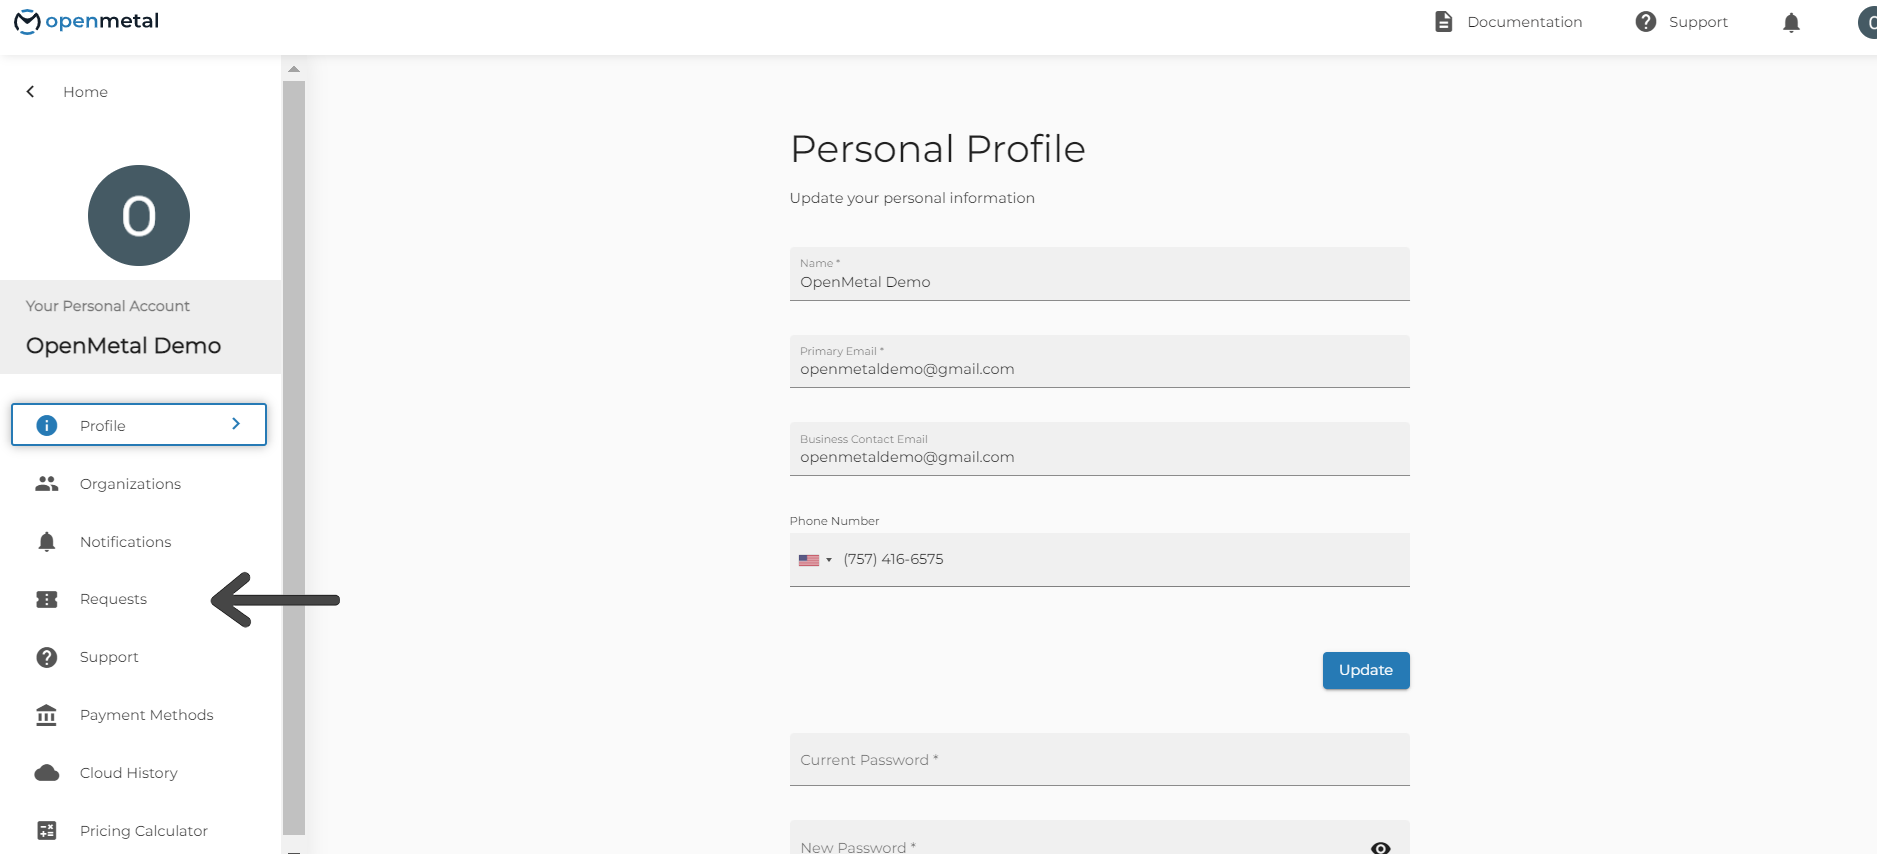 openmetal
Documentation
Support
0
Home
0
Your Personal Account
OpenMetal Demo
Profile
Organizations
Notifications
Requests
Support
Payment Methods
Cloud History
Pricing Calculator
Personal Profile
Update your personal information
Name *
OpenMetal Demo
Primary Email *
openmetaldemo@gmail.com
Business Contact Email
openmetaldemo@gmail.com
Phone Number
(757) 416-6575
Update
Current Password *
New Password *